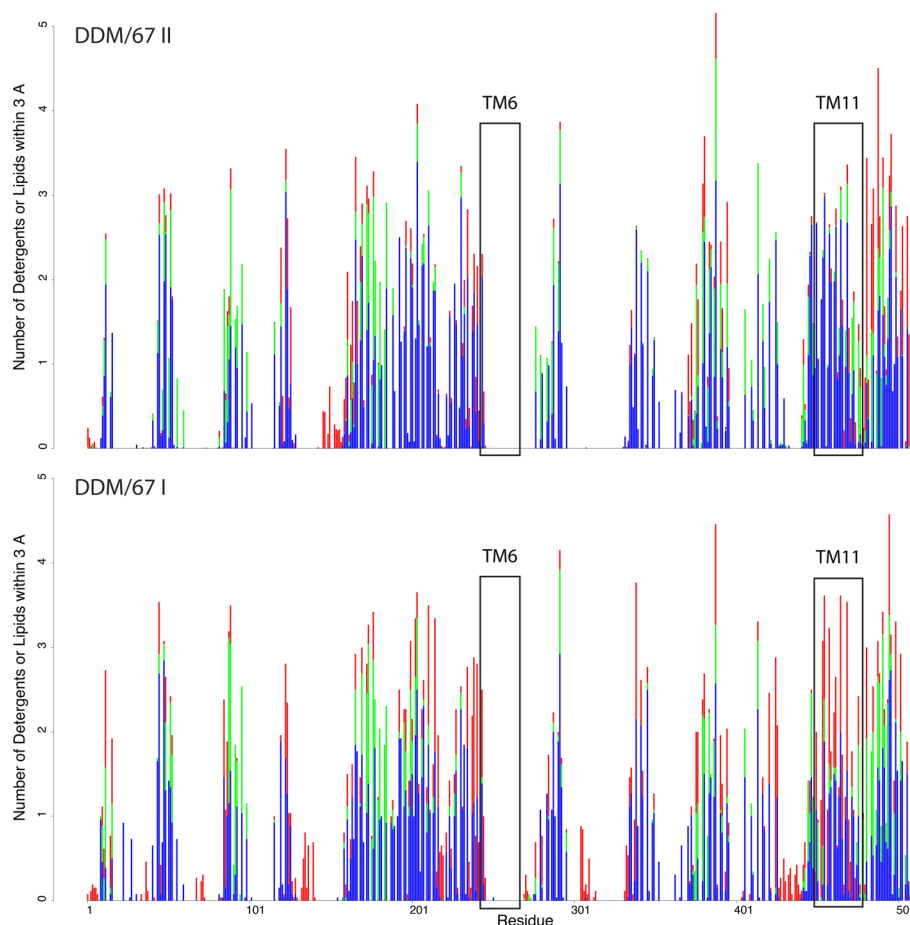 DDM/67 II
Number of Detergents or Lipids within 3 A
5
4
3
2
1
0
TM6
TM11
DDM/67 I
Number of Detergents or Lipids within 3 A
5
4
3
2
1
0
TM6
TM11
1
101
201
301
401
50
Residue